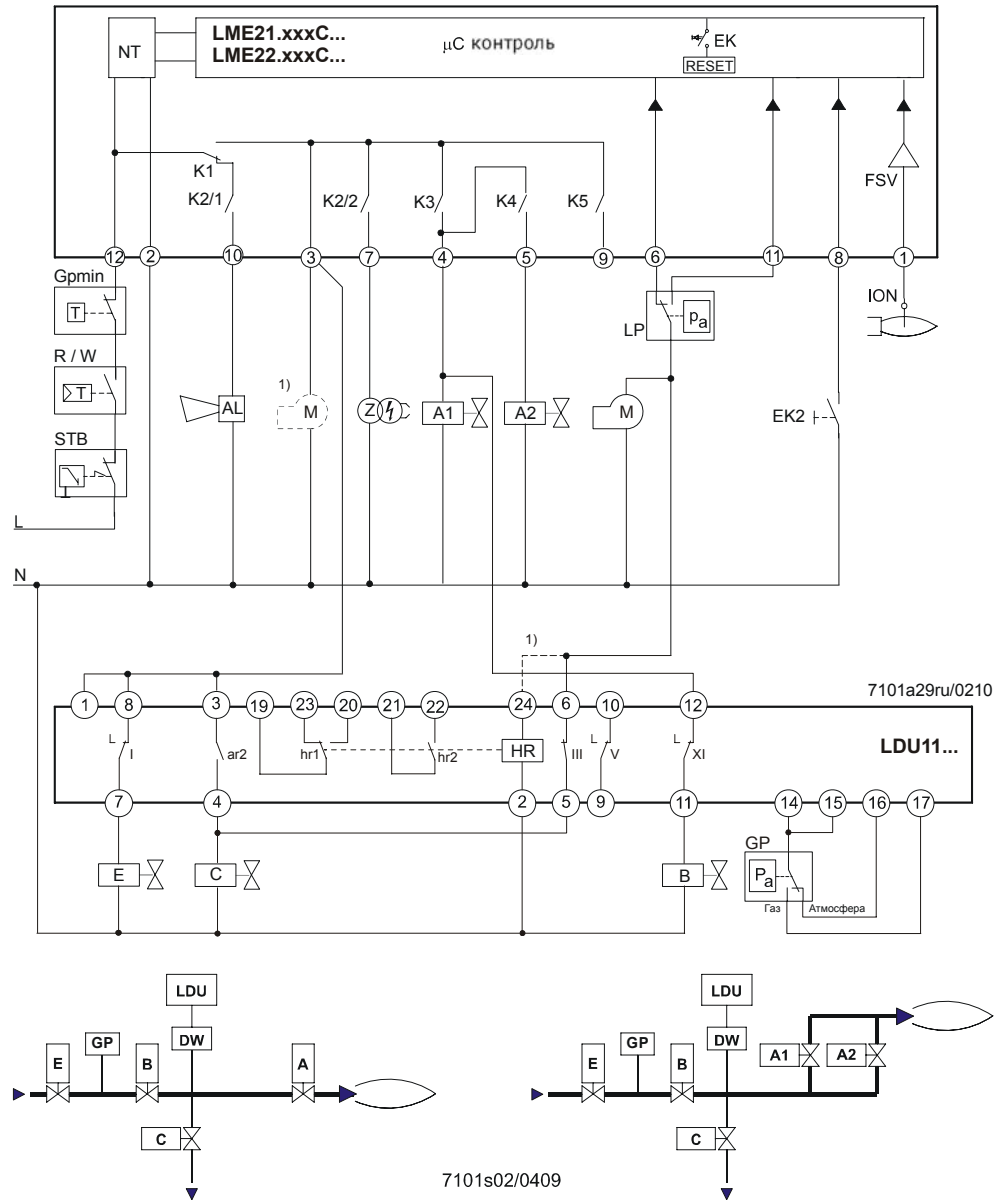 NT
LME21.xxxC...
LME22.xxxC...
µC контроль
EK
RESET
FSV
K1
K2/1
K2/2
K3
K4
K5
12 2 10 3 7 4 5 9 6 11 8 1
Gpmin
T
R / W
T
STB
L
N
AL
1)
M
Z
A1
A2
LP
pa
M
EK2
ION
1)
7101a29ru/0210
1 8 3 19 23 20 21 22 24 6 10 12
L I
ar2
hr1
hr2
HR
III
L V
L XI
LDU11...
7 4 2 5 9 11 14 15 16 17
E
C
B
GP
Pa
Газ
Атмосфера
LDU
DW
E
GP
B
A
C
LDU
DW
E
GP
B
A1
A2
C
7101s02/0409